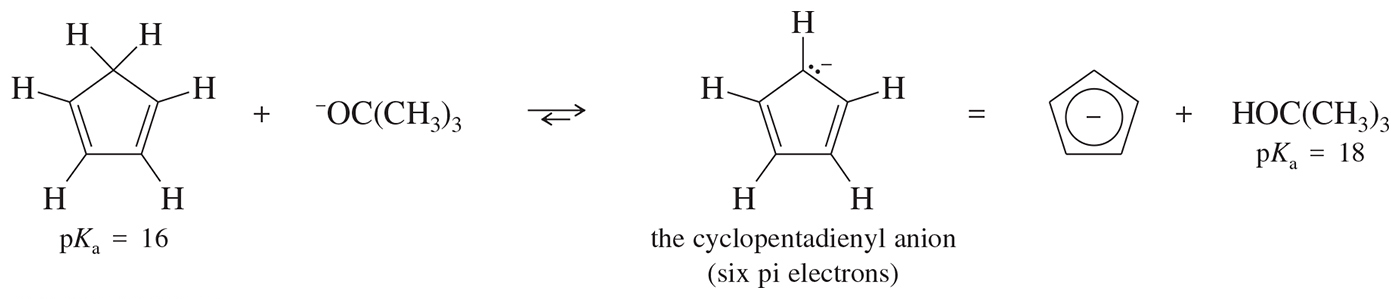 H H H
H H + ⁻OC(CH₃)₃ ⇌ H :⁻ H = − + HOC(CH₃)₃
pKₐ = 18
H H H H
pKₐ = 16 the cyclopentadienyl anion
(six pi electrons)